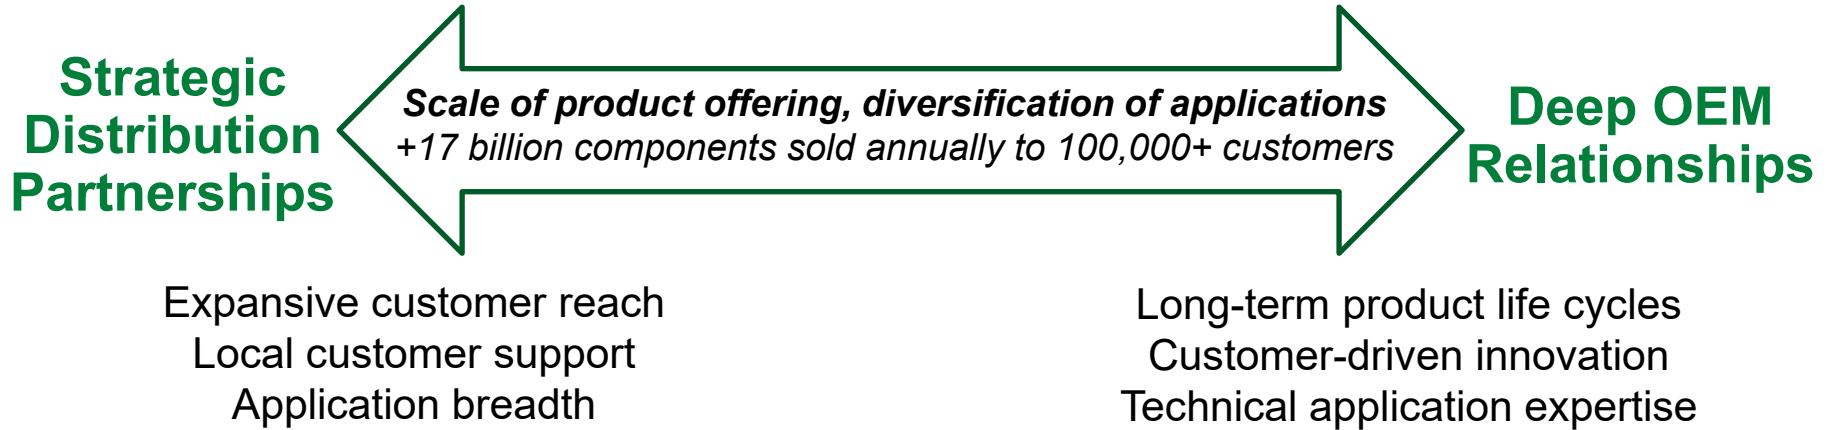 Strategic
Distribution
Partnerships
Scale of product offering, diversification of applications
+17 billion components sold annually to 100,000+ customers
Deep OEM
Relationships
Expansive customer reach
Local customer support
Application breadth
Long-term product life cycles
Customer-driven innovation
Technical application expertise